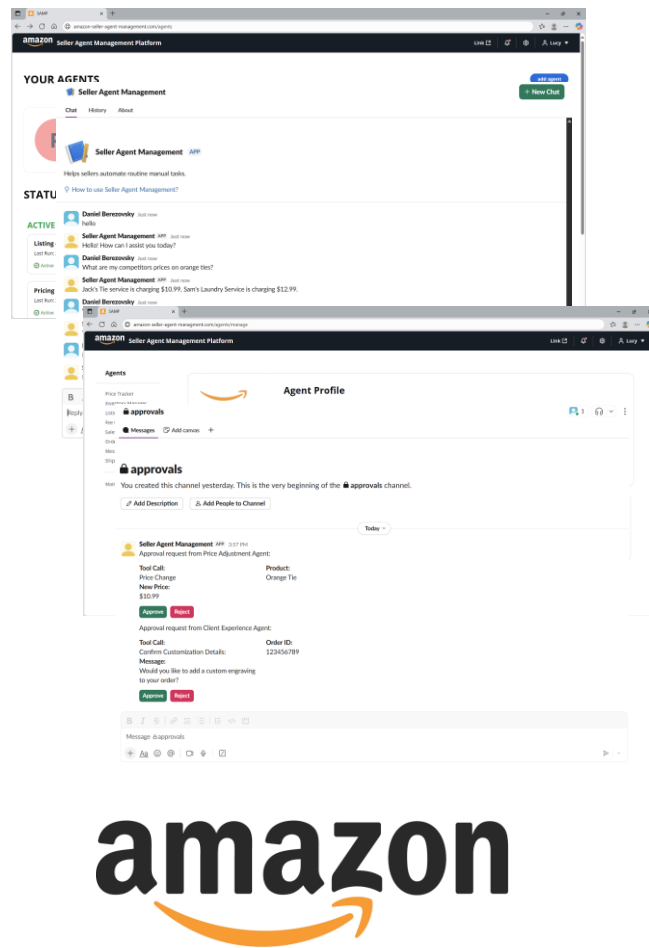 SAMP
amazon-seller-agent-management.com/agents
amazon Seller Agent Management Platform
Link
Lucy
YOUR AGENTS
add agent
Seller Agent Management
+ New Chat
Chat History About
Seller Agent Management APP
Helps sellers automate routine manual tasks.
How to use Seller Agent Management?
STATU
ACTIVE
Listing
Last Run:
Active
Pricing
Last Run:
Active
Daniel Berezovsky Just now
hello
Seller Agent Management APP Just now
Hello! How can I assist you today?
Daniel Berezovsky Just now
What are my competitors prices on orange ties?
Seller Agent Management APP Just now
Jack's Tie service is charging $10.99. Sam's Laundry Service is charging $12.99.
Daniel Berezovsky Just now
B
Reply
SAMP
amazon-seller-agent-management.com/agents/manage
amazon Seller Agent Management Platform
Link
Lucy
Agents
Price Tracker
Agent Profile
approvals
1
Messages Add canvas +
approvals
You created this channel yesterday. This is the very beginning of the approvals channel.
Add Description Add People to Channel
Today
Seller Agent Management APP 3:17 PM
Approval request from Price Adjustment Agent:
Tool Call: Product:
Price Change Orange Tie
New Price:
$10.99
Approve Reject
Approval request from Client Experience Agent:
Tool Call: Order ID:
Confirm Customization Details: 123456789
Message:
Would you like to add a custom engraving
to your order?
Approve Reject
B I S
Message approvals
+ Aa @
amazon